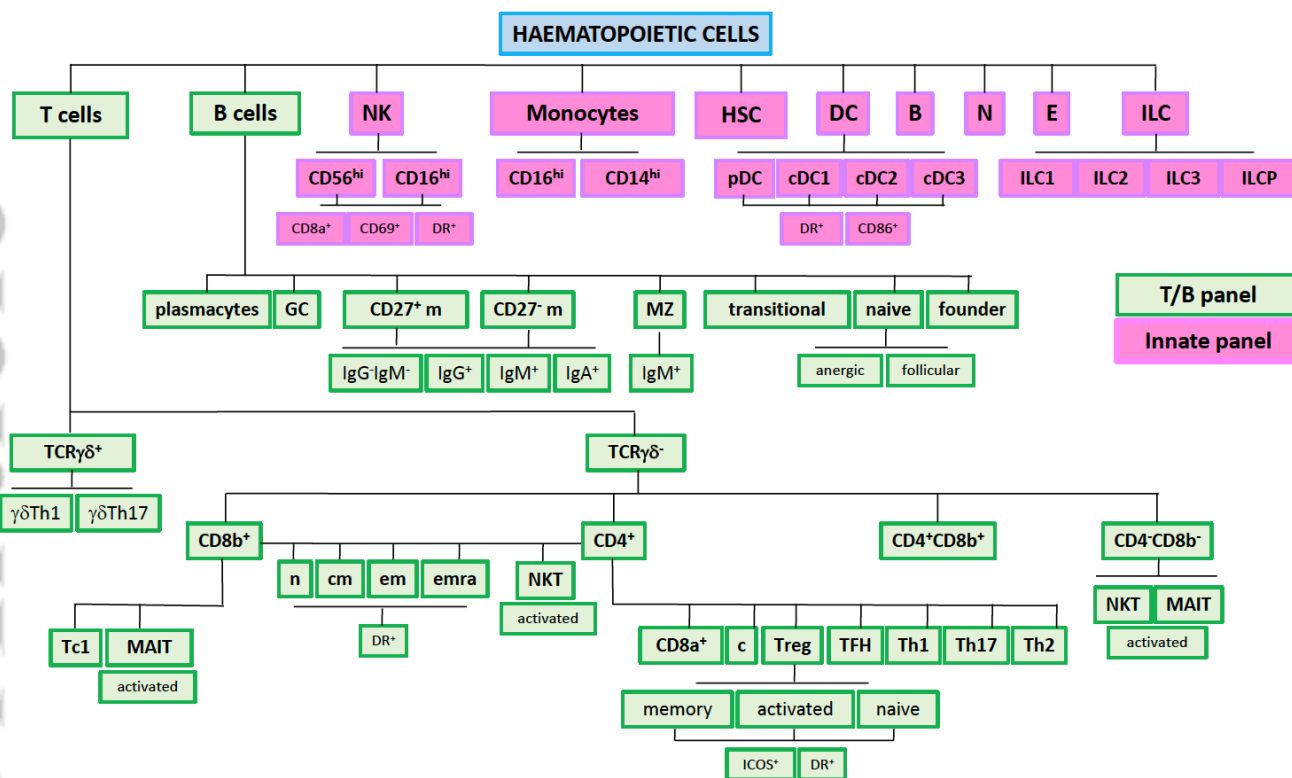 HAEMATOPOIETIC CELLS
T cells
B cells
NK
Monocytes
HSC
DC
B
N
E
ILC
CD56ʰⁱ
CD16ʰⁱ
CD16ʰⁱ
CD14ʰⁱ
pDC
cDC1
cDC2
cDC3
ILC1
ILC2
ILC3
ILCP
CD8a⁺
CD69⁺
DR⁺
DR⁺
CD86⁺
plasmacytes
GC
CD27⁺ m
CD27⁻ m
MZ
transitional
naive
founder
T/B panel
Innate panel
IgG⁻IgM⁻
IgG⁺
IgM⁺
IgA⁺
IgM⁺
anergic
follicular
TCRγδ⁺
TCRγδ⁻
γδTh1
γδTh17
CD8b⁺
CD4⁺
CD4⁺CD8b⁺
CD4⁻CD8b⁻
n
cm
em
emra
NKT
activated
DR⁺
NKT
MAIT
activated
Tc1
MAIT
activated
CD8a⁺
c
Treg
TFH
Th1
Th17
Th2
memory
activated
naive
ICOS⁺
DR⁺